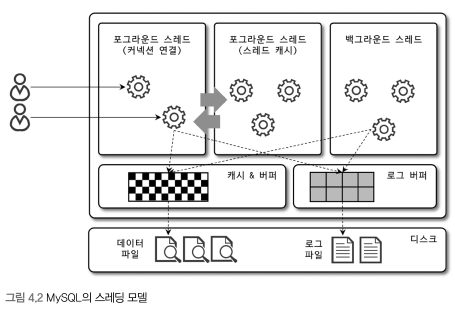 포그라운드 스레드
(커넥션 연결)
포그라운드 스레드
(스레드 캐시)
백그라운드 스레드
캐시 & 버퍼
로그 버퍼
데이터
파일
로그
파일
디스크
그림 4.2 MySQL의 스레딩 모델